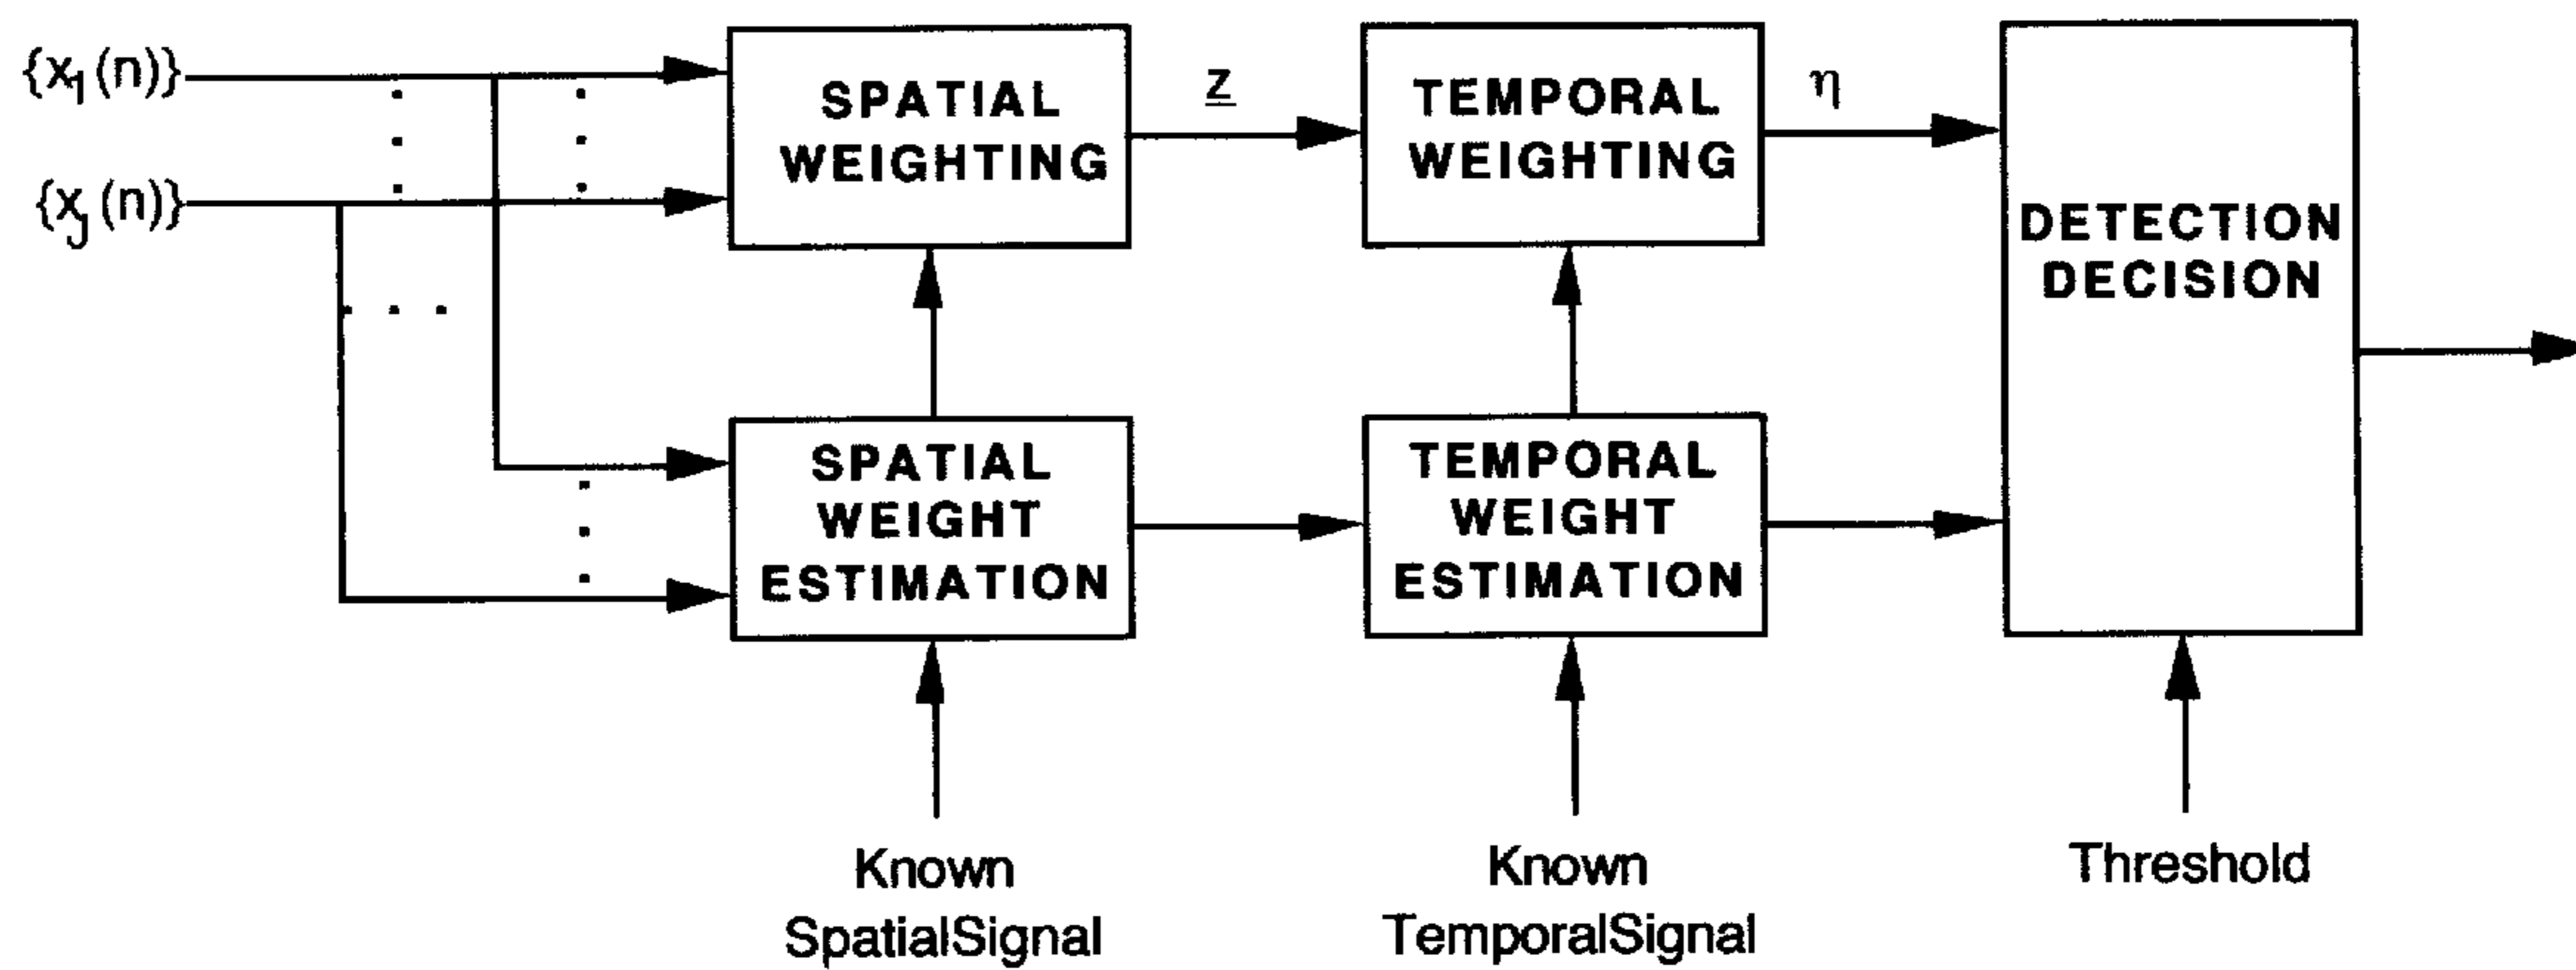 {x1(n)}
{xJ(n)}
SPATIAL
WEIGHTING
z
TEMPORAL
WEIGHTING
η
DETECTION
DECISION
SPATIAL
WEIGHT
ESTIMATION
TEMPORAL
WEIGHT
ESTIMATION
Known
SpatialSignal
Known
TemporalSignal
Threshold